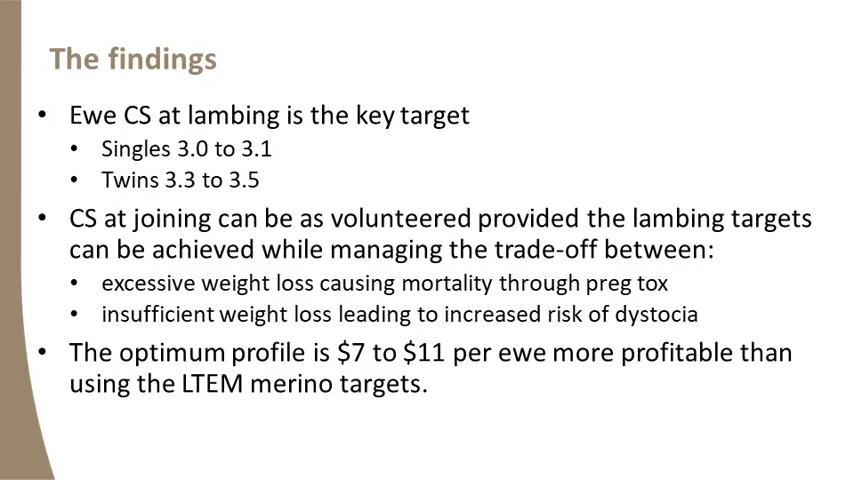 The findings
• Ewe CS at lambing is the key target
• Singles 3.0 to 3.1
• Twins 3.3 to 3.5
• CS at joining can be as volunteered provided the lambing targets
can be achieved while managing the trade-off between:
• excessive weight loss causing mortality through preg tox
• insufficient weight loss leading to increased risk of dystocia
• The optimum profile is $7 to $11 per ewe more profitable than
using the LTEM merino targets.